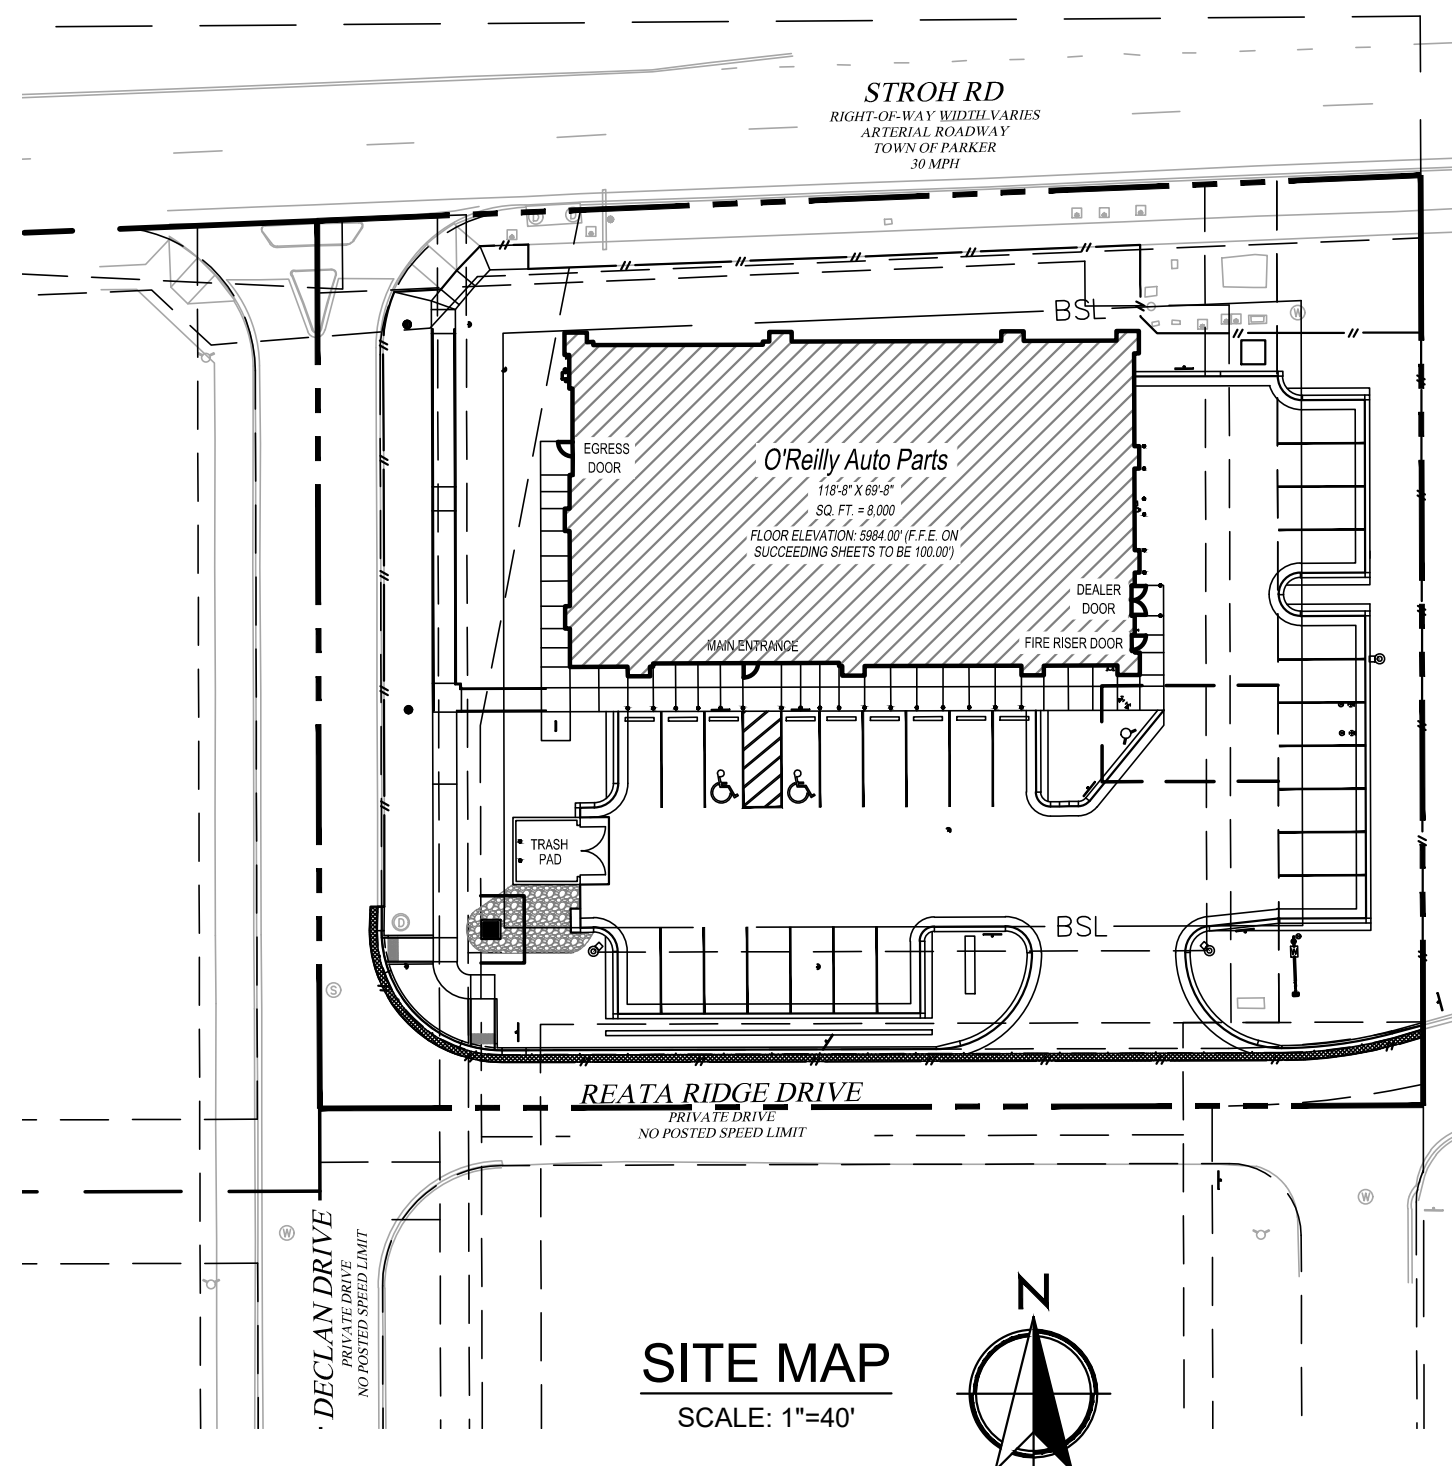 STROH RD
RIGHT-OF-WAY WIDTH VARIES
ARTERIAL ROADWAY
TOWN OF PARKER
30 MPH
D
D
BSL
W
EGRESS
DOOR
O'Reilly Auto Parts
118'-8" X 69'-8"
SQ. FT. = 8,000
FLOOR ELEVATION: 5984.00' (F.F.E. ON
SUCCEEDING SHEETS TO BE 100.00')
DEALER
DOOR
MAIN ENTRANCE
FIRE RISER DOOR
TRASH
PAD
D
BSL
S
REATA RIDGE DRIVE
PRIVATE DRIVE
NO POSTED SPEED LIMIT
W
W
DECLAN DRIVE
PRIVATE DRIVE
NO POSTED SPEED LIMIT
N
SITE MAP
SCALE: 1"=40'